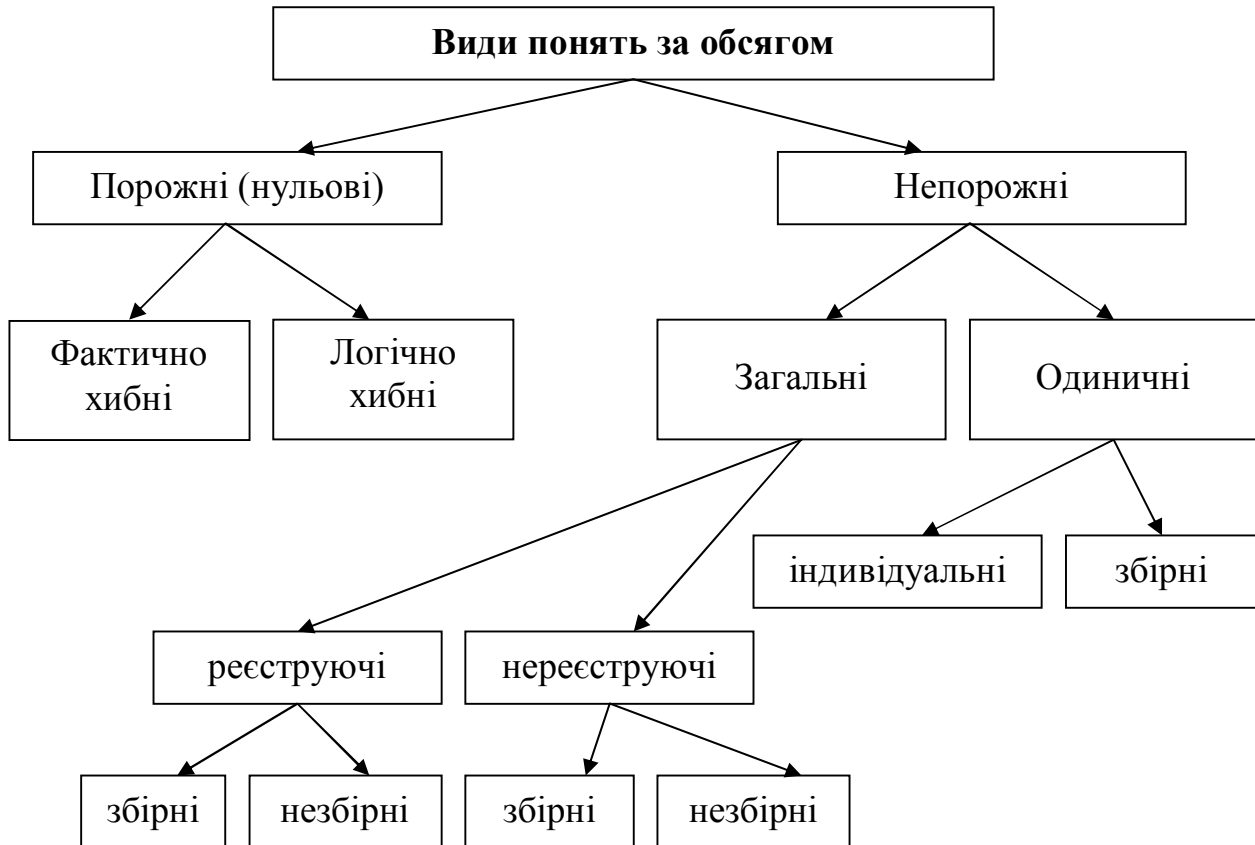 Види понять за обсягом
Порожні (нульові)
Непорожні
Фактично
хибні
Логічно
хибні
Загальні
Одиничні
індивідуальні
збірні
реєструючі
нереєструючі
збірні
незбірні
збірні
незбірні